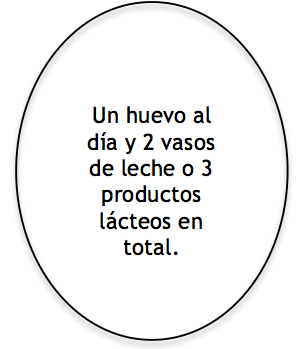 Un huevo al
día y 2 vasos
de leche o 3
productos
lácteos en
total.